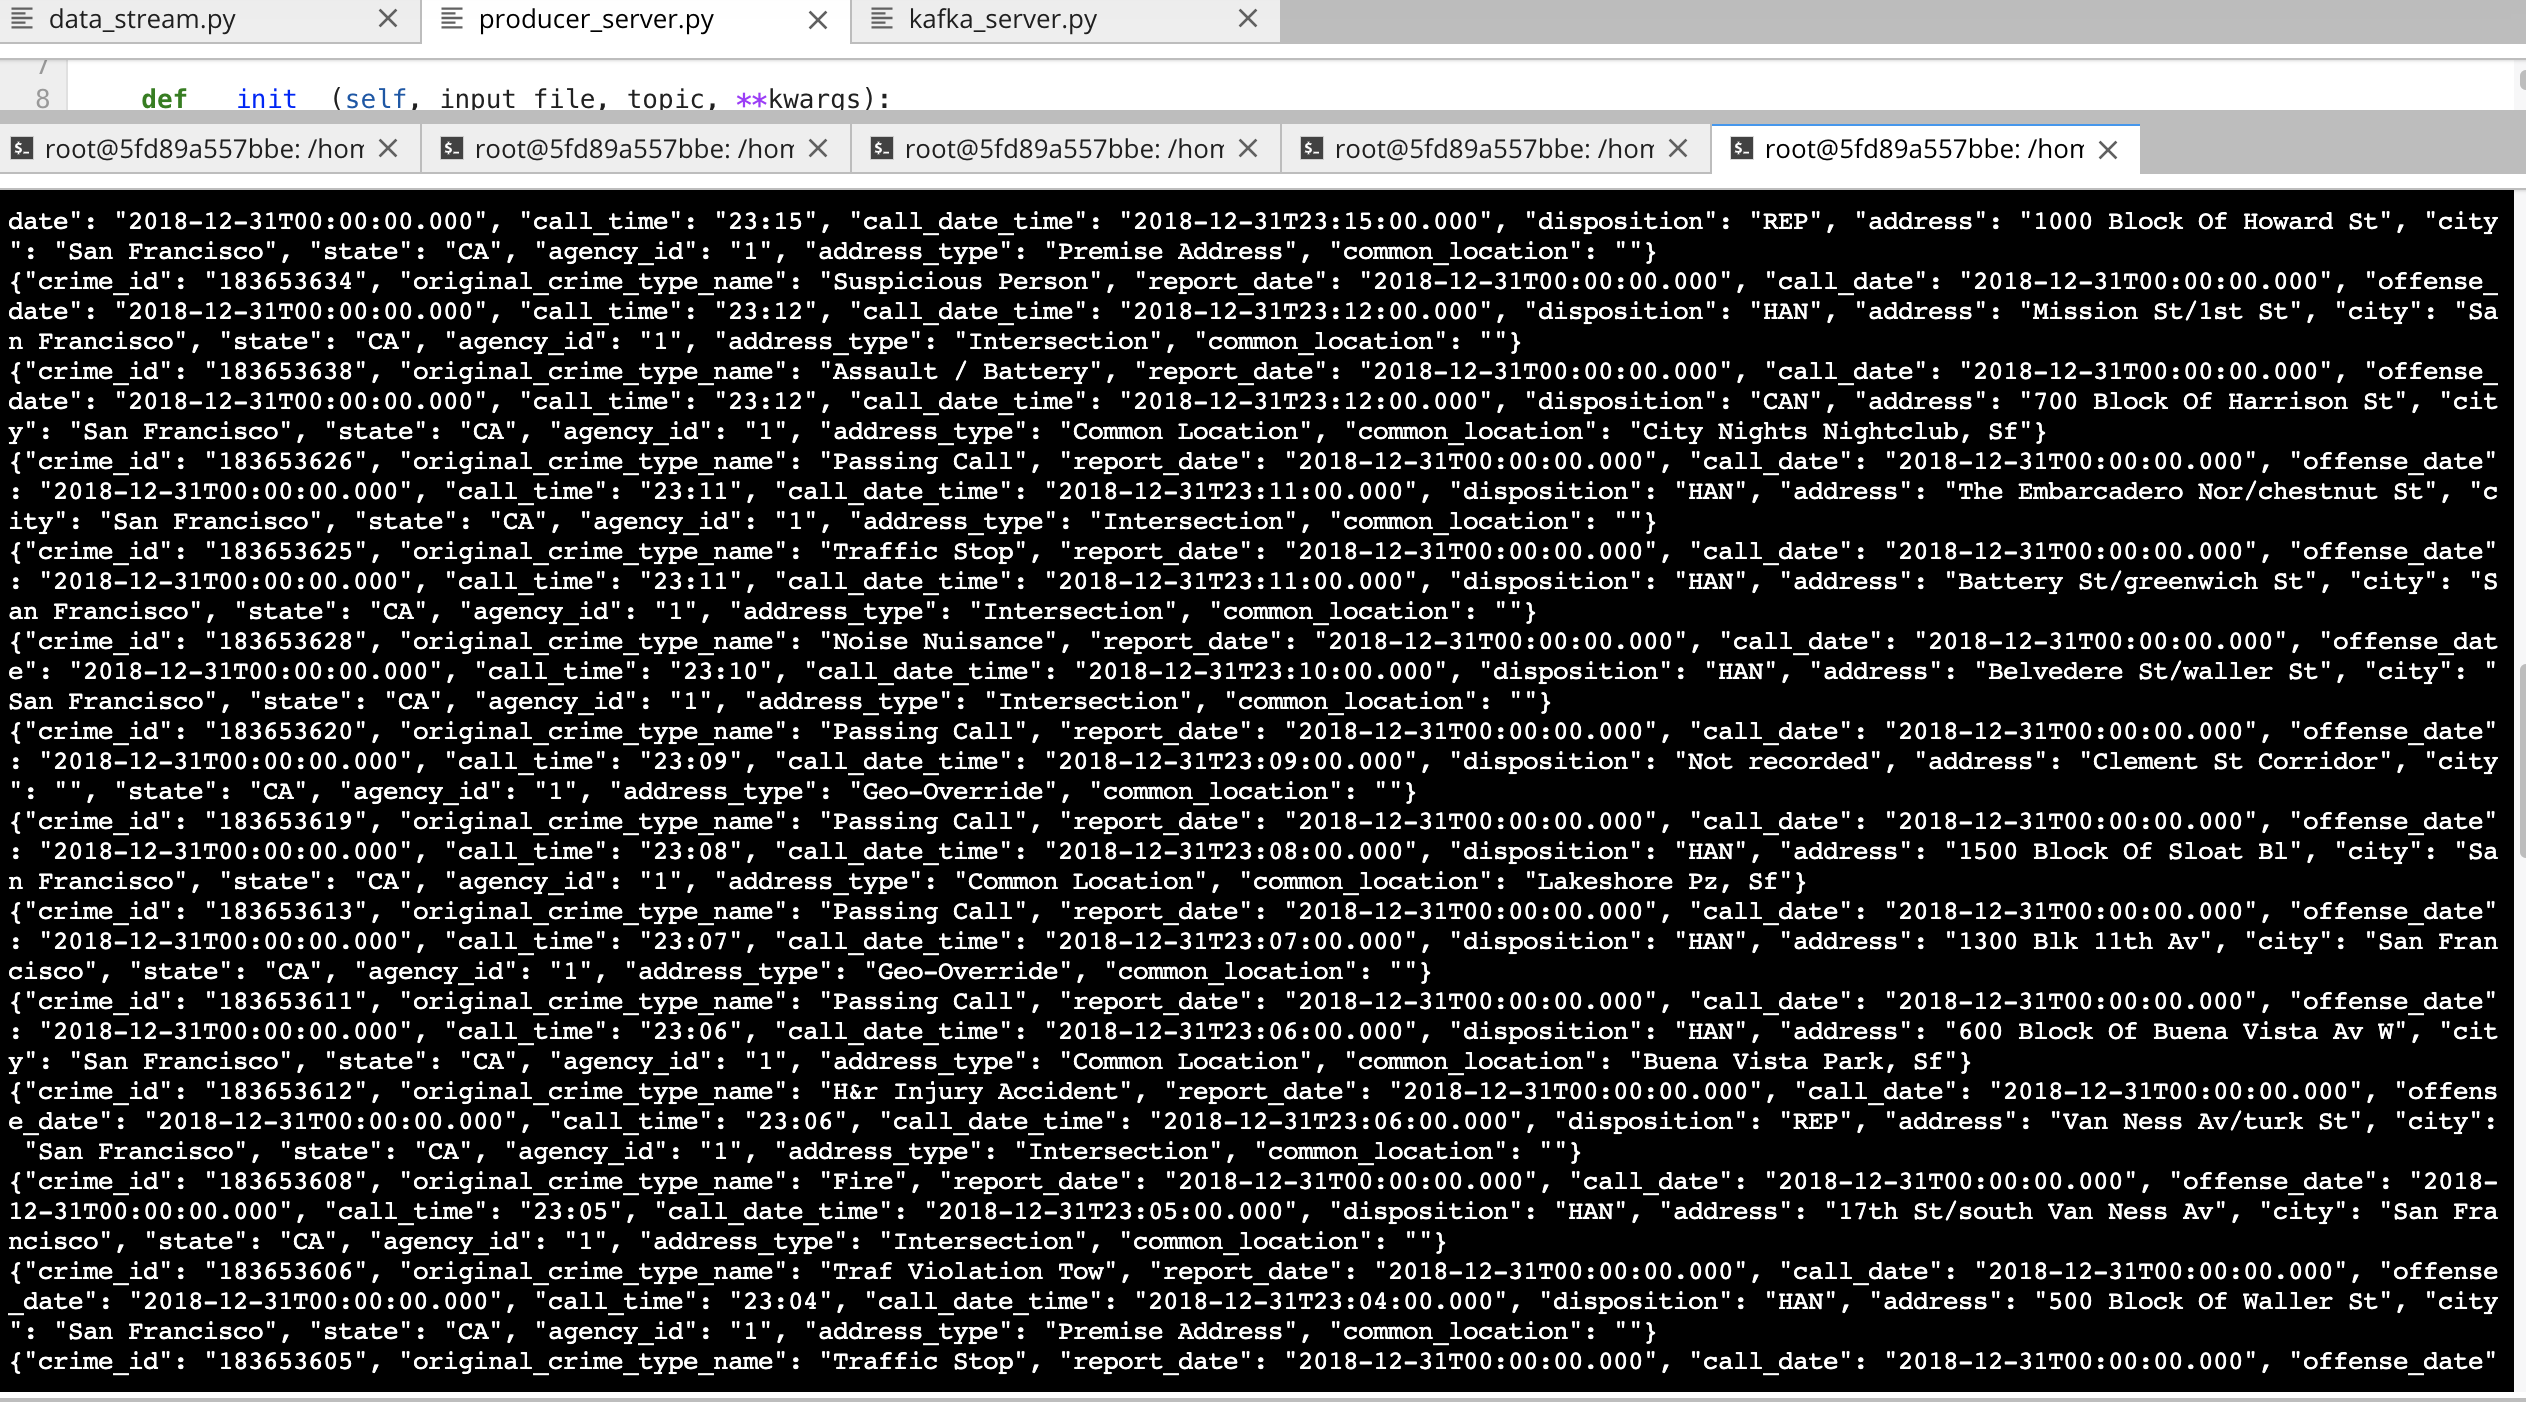 data_stream.py
producer_server.py
kafka_server.py
7
8 def __init__(self, input_file, topic, **kwargs):
root@5fd89a557bbe: /hom
root@5fd89a557bbe: /hom
root@5fd89a557bbe: /hom
root@5fd89a557bbe: /hom
root@5fd89a557bbe: /hom
date": "2018-12-31T00:00:00.000", "call_time": "23:15", "call_date_time": "2018-12-31T23:15:00.000", "disposition": "REP", "address": "1000 Block Of Howard St", "city
": "San Francisco", "state": "CA", "agency_id": "1", "address_type": "Premise Address", "common_location": ""}
{"crime_id": "183653634", "original_crime_type_name": "Suspicious Person", "report_date": "2018-12-31T00:00:00.000", "call_date": "2018-12-31T00:00:00.000", "offense_
date": "2018-12-31T00:00:00.000", "call_time": "23:12", "call_date_time": "2018-12-31T23:12:00.000", "disposition": "HAN", "address": "Mission St/1st St", "city": "Sa
n Francisco", "state": "CA", "agency_id": "1", "address_type": "Intersection", "common_location": ""}
{"crime_id": "183653638", "original_crime_type_name": "Assault / Battery", "report_date": "2018-12-31T00:00:00.000", "call_date": "2018-12-31T00:00:00.000", "offense_
date": "2018-12-31T00:00:00.000", "call_time": "23:12", "call_date_time": "2018-12-31T23:12:00.000", "disposition": "CAN", "address": "700 Block Of Harrison St", "cit
y": "San Francisco", "state": "CA", "agency_id": "1", "address_type": "Common Location", "common_location": "City Nights Nightclub, Sf"}
{"crime_id": "183653626", "original_crime_type_name": "Passing Call", "report_date": "2018-12-31T00:00:00.000", "call_date": "2018-12-31T00:00:00.000", "offense_date"
: "2018-12-31T00:00:00.000", "call_time": "23:11", "call_date_time": "2018-12-31T23:11:00.000", "disposition": "HAN", "address": "The Embarcadero Nor/chestnut St", "c
ity": "San Francisco", "state": "CA", "agency_id": "1", "address_type": "Intersection", "common_location": ""}
{"crime_id": "183653625", "original_crime_type_name": "Traffic Stop", "report_date": "2018-12-31T00:00:00.000", "call_date": "2018-12-31T00:00:00.000", "offense_date"
: "2018-12-31T00:00:00.000", "call_time": "23:11", "call_date_time": "2018-12-31T23:11:00.000", "disposition": "HAN", "address": "Battery St/greenwich St", "city": "S
an Francisco", "state": "CA", "agency_id": "1", "address_type": "Intersection", "common_location": ""}
{"crime_id": "183653628", "original_crime_type_name": "Noise Nuisance", "report_date": "2018-12-31T00:00:00.000", "call_date": "2018-12-31T00:00:00.000", "offense_dat
e": "2018-12-31T00:00:00.000", "call_time": "23:10", "call_date_time": "2018-12-31T23:10:00.000", "disposition": "HAN", "address": "Belvedere St/waller St", "city": "
San Francisco", "state": "CA", "agency_id": "1", "address_type": "Intersection", "common_location": ""}
{"crime_id": "183653620", "original_crime_type_name": "Passing Call", "report_date": "2018-12-31T00:00:00.000", "call_date": "2018-12-31T00:00:00.000", "offense_date"
: "2018-12-31T00:00:00.000", "call_time": "23:09", "call_date_time": "2018-12-31T23:09:00.000", "disposition": "Not recorded", "address": "Clement St Corridor", "city
": "", "state": "CA", "agency_id": "1", "address_type": "Geo-Override", "common_location": ""}
{"crime_id": "183653619", "original_crime_type_name": "Passing Call", "report_date": "2018-12-31T00:00:00.000", "call_date": "2018-12-31T00:00:00.000", "offense_date"
: "2018-12-31T00:00:00.000", "call_time": "23:08", "call_date_time": "2018-12-31T23:08:00.000", "disposition": "HAN", "address": "1500 Block Of Sloat Bl", "city": "Sa
n Francisco", "state": "CA", "agency_id": "1", "address_type": "Common Location", "common_location": "Lakeshore Pz, Sf"}
{"crime_id": "183653613", "original_crime_type_name": "Passing Call", "report_date": "2018-12-31T00:00:00.000", "call_date": "2018-12-31T00:00:00.000", "offense_date"
: "2018-12-31T00:00:00.000", "call_time": "23:07", "call_date_time": "2018-12-31T23:07:00.000", "disposition": "HAN", "address": "1300 Blk 11th Av", "city": "San Fran
cisco", "state": "CA", "agency_id": "1", "address_type": "Geo-Override", "common_location": ""}
{"crime_id": "183653611", "original_crime_type_name": "Passing Call", "report_date": "2018-12-31T00:00:00.000", "call_date": "2018-12-31T00:00:00.000", "offense_date"
: "2018-12-31T00:00:00.000", "call_time": "23:06", "call_date_time": "2018-12-31T23:06:00.000", "disposition": "HAN", "address": "600 Block Of Buena Vista Av W", "cit
y": "San Francisco", "state": "CA", "agency_id": "1", "address_type": "Common Location", "common_location": "Buena Vista Park, Sf"}
{"crime_id": "183653612", "original_crime_type_name": "H&r Injury Accident", "report_date": "2018-12-31T00:00:00.000", "call_date": "2018-12-31T00:00:00.000", "offens
e_date": "2018-12-31T00:00:00.000", "call_time": "23:06", "call_date_time": "2018-12-31T23:06:00.000", "disposition": "REP", "address": "Van Ness Av/turk St", "city":
 "San Francisco", "state": "CA", "agency_id": "1", "address_type": "Intersection", "common_location": ""}
{"crime_id": "183653608", "original_crime_type_name": "Fire", "report_date": "2018-12-31T00:00:00.000", "call_date": "2018-12-31T00:00:00.000", "offense_date": "2018-
12-31T00:00:00.000", "call_time": "23:05", "call_date_time": "2018-12-31T23:05:00.000", "disposition": "HAN", "address": "17th St/south Van Ness Av", "city": "San Fra
ncisco", "state": "CA", "agency_id": "1", "address_type": "Intersection", "common_location": ""}
{"crime_id": "183653606", "original_crime_type_name": "Traf Violation Tow", "report_date": "2018-12-31T00:00:00.000", "call_date": "2018-12-31T00:00:00.000", "offense
_date": "2018-12-31T00:00:00.000", "call_time": "23:04", "call_date_time": "2018-12-31T23:04:00.000", "disposition": "HAN", "address": "500 Block Of Waller St", "city
": "San Francisco", "state": "CA", "agency_id": "1", "address_type": "Premise Address", "common_location": ""}
{"crime_id": "183653605", "original_crime_type_name": "Traffic Stop", "report_date": "2018-12-31T00:00:00.000", "call_date": "2018-12-31T00:00:00.000", "offense_date"